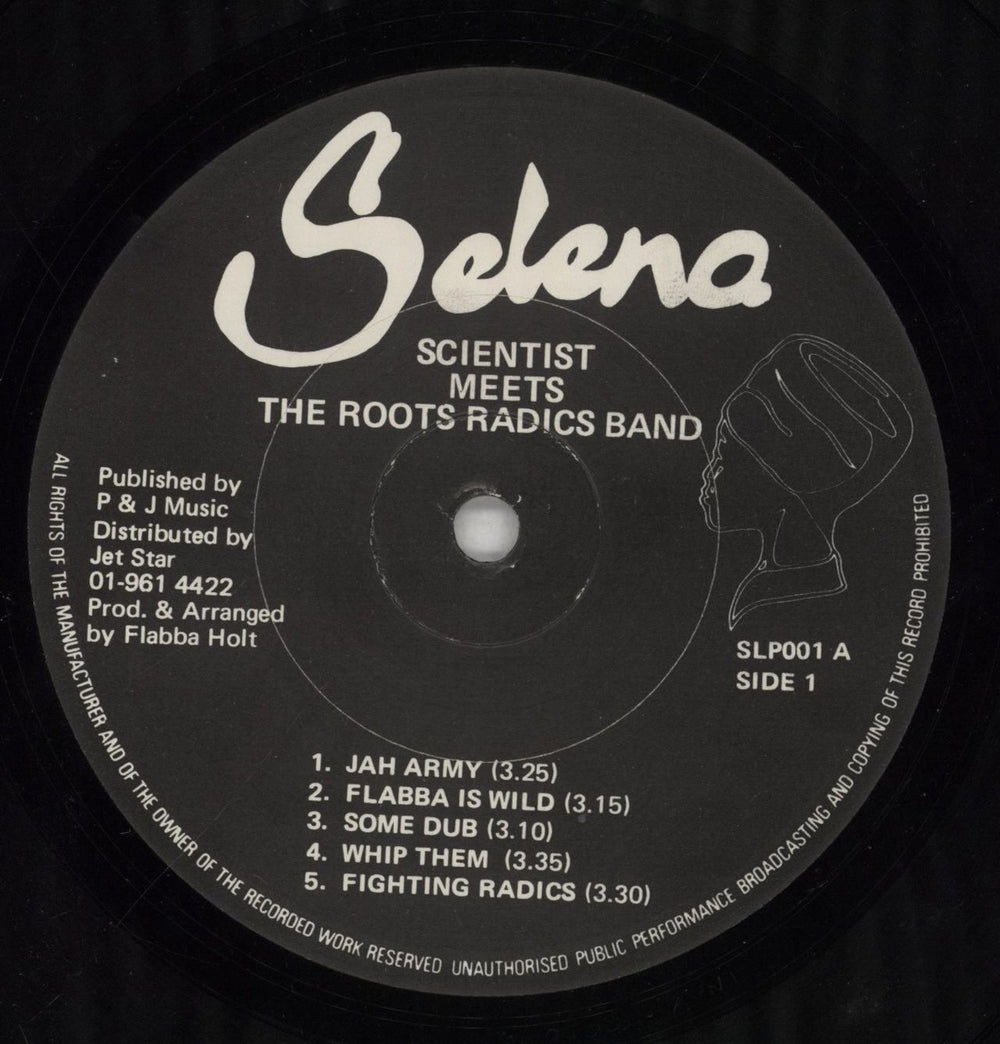 Selena
SCIENTIST
MEETS
THE ROOTS RADICS BAND
Published by
P & J Music
Distributed by
Jet Star
01-961 4422
Prod. & Arranged
by Flabba Holt
SLP001 A
SIDE 1
1. JAH ARMY (3.25)
2. FLABBA IS WILD (3.15)
3. SOME DUB (3.10)
4. WHIP THEM (3.35)
5. FIGHTING RADICS (3.30)
ALL RIGHTS OF THE MANUFACTURER AND OF THE OWNER OF THE RECORDED WORK RESERVED UNAUTHORISED PUBLIC PERFORMANCE BROADCASTING AND COPYING OF THIS RECORD PROHIBITED